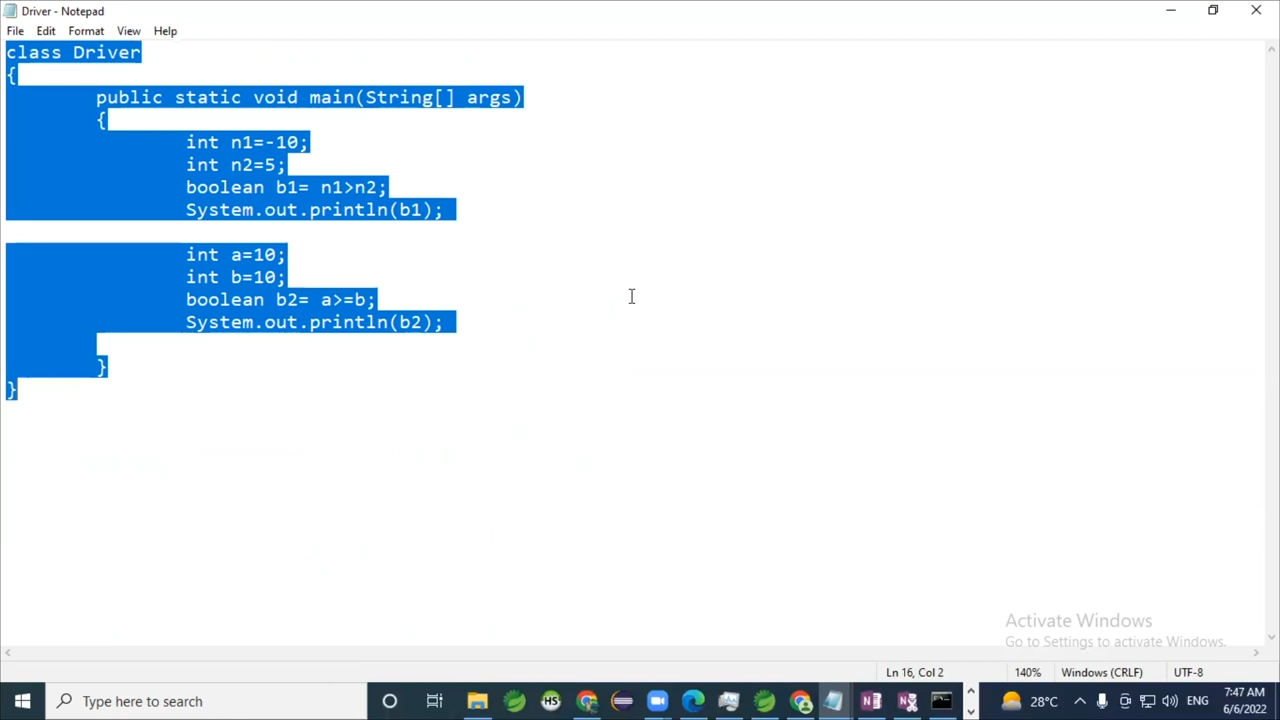 Driver - Notepad
File Edit Format View Help
class Driver
{
public static void main(String[] args)
{
int n1=-10;
int n2=5;
boolean b1= n1>n2;
System.out.println(b1);
int a=10;
int b=10;
boolean b2= a>=b;
System.out.println(b2);
}
}
Activate Windows
Go to Settings to activate Windows.
Ln 16, Col 2 140% Windows (CRLF) UTF-8
Type here to search
HS
28°C
ENG
7:47 AM
6/6/2022